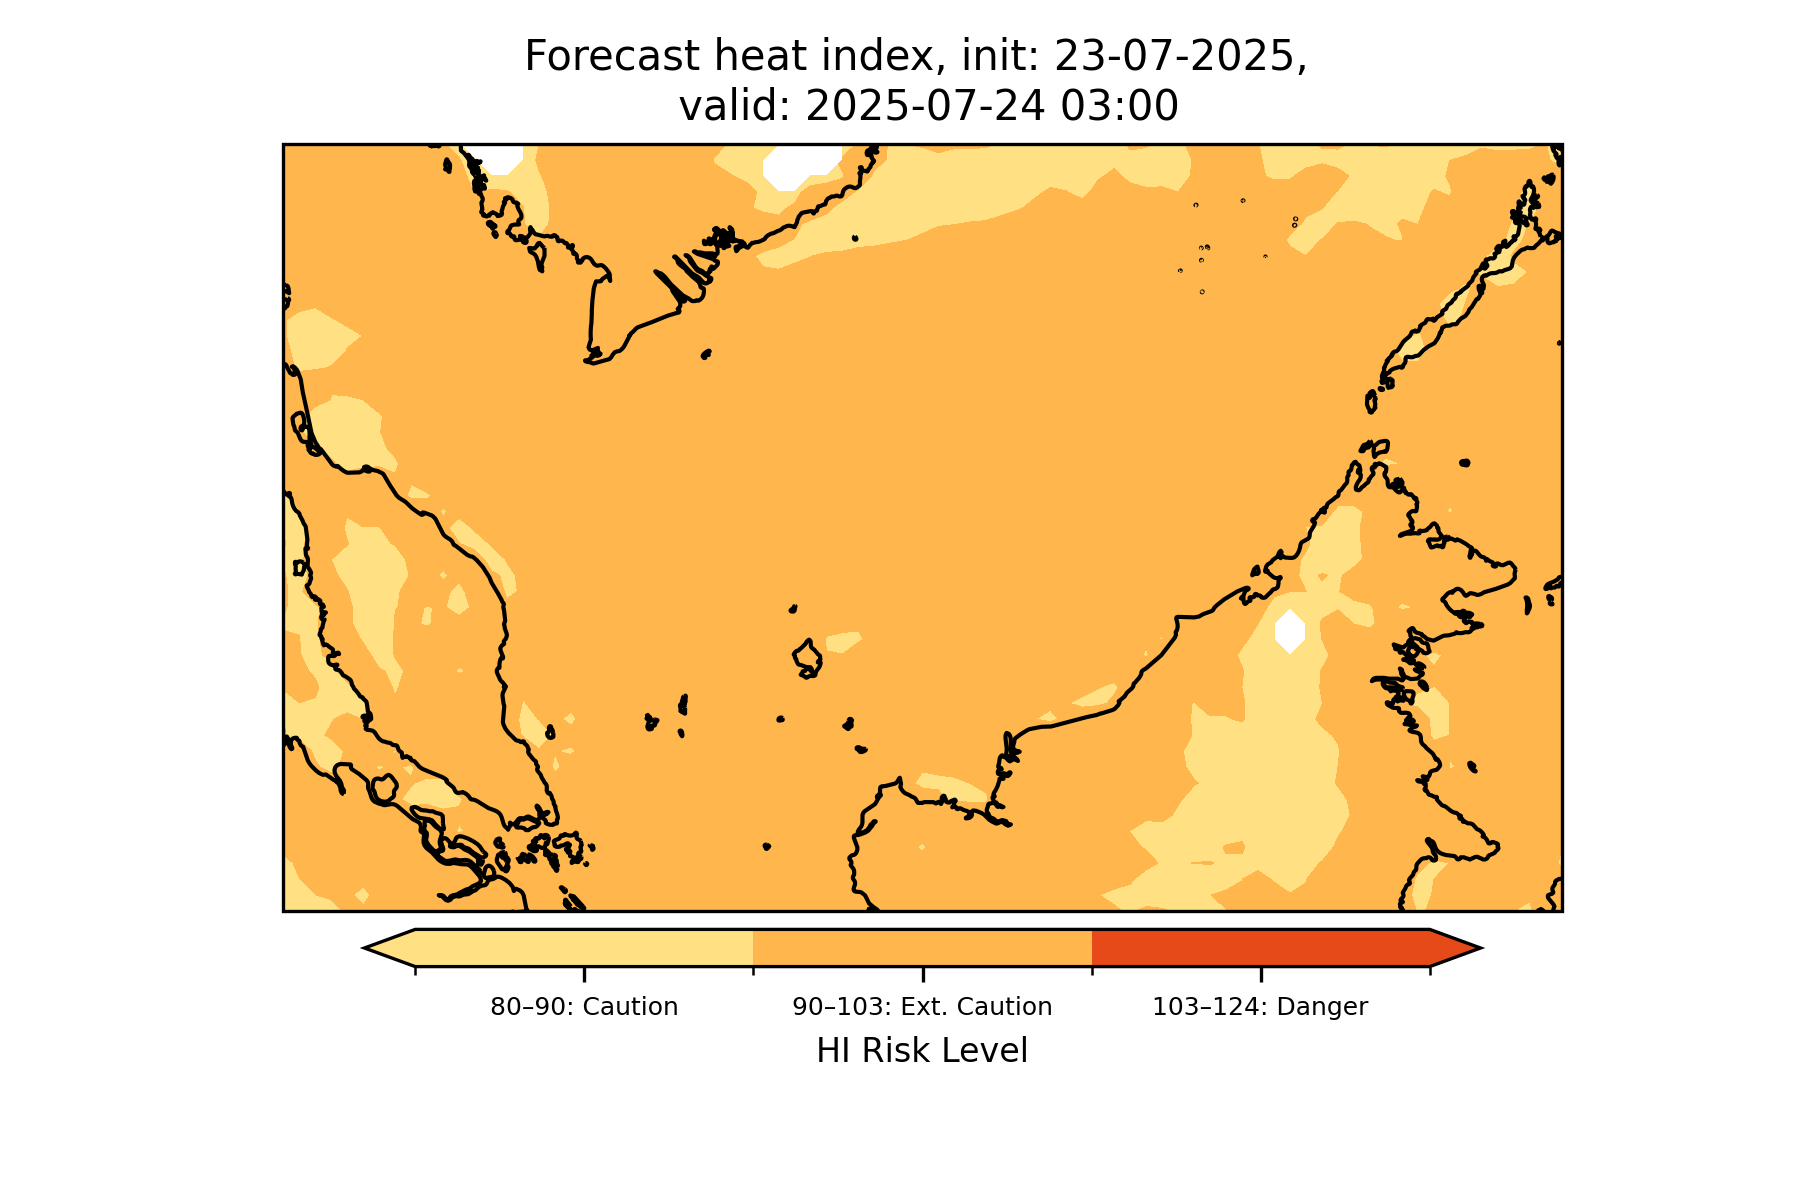 Forecast heat index, init: 23-07-2025,
valid: 2025-07-24 03:00
80–90: Caution
90–103: Ext. Caution
103–124: Danger
HI Risk Level